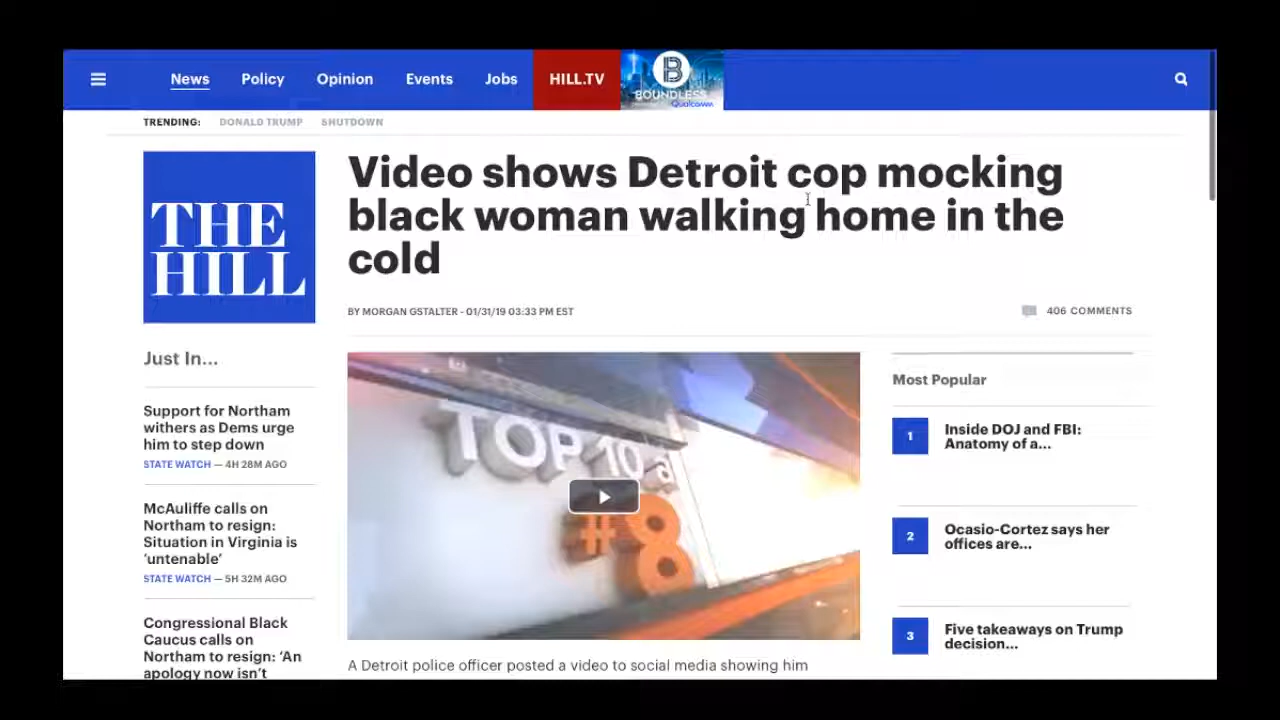 News Policy Opinion Events Jobs HILL.TV
B
BOUNDLESS
Qualcomm
TRENDING: DONALD TRUMP SHUTDOWN
THE
HILL
Video shows Detroit cop mocking
black woman walking home in the
cold
BY MORGAN GSTALTER - 01/31/19 03:33 PM EST
406 COMMENTS
Just In...
Support for Northam
withers as Dems urge
him to step down
STATE WATCH — 4H 28M AGO
McAuliffe calls on
Northam to resign:
Situation in Virginia is
‘untenable’
STATE WATCH — 5H 32M AGO
Congressional Black
Caucus calls on
Northam to resign: ‘An
apology now isn’t
TOP 10 a
#8
A Detroit police officer posted a video to social media showing him
Most Popular
1
Inside DOJ and FBI:
Anatomy of a...
2
Ocasio-Cortez says her
offices are...
3
Five takeaways on Trump
decision...